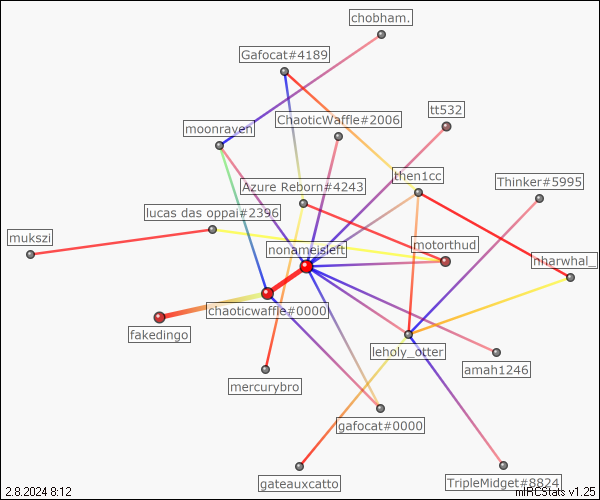 chobham.
Gafocat#4189
tt532
ChaoticWaffle#2006
moonraven
then1cc
Thinker#5995
Azure Reborn#4243
lucas das oppai#2396
mukszi
motorthud
nonameisleft
nharwhal_
chaoticwaffle#0000
fakedingo
leholy_otter
amah1246
mercurybro
gafocat#0000
gateauxcatto
TripleMidget#8824
2.8.2024 8:12
mIRCStats v1.25